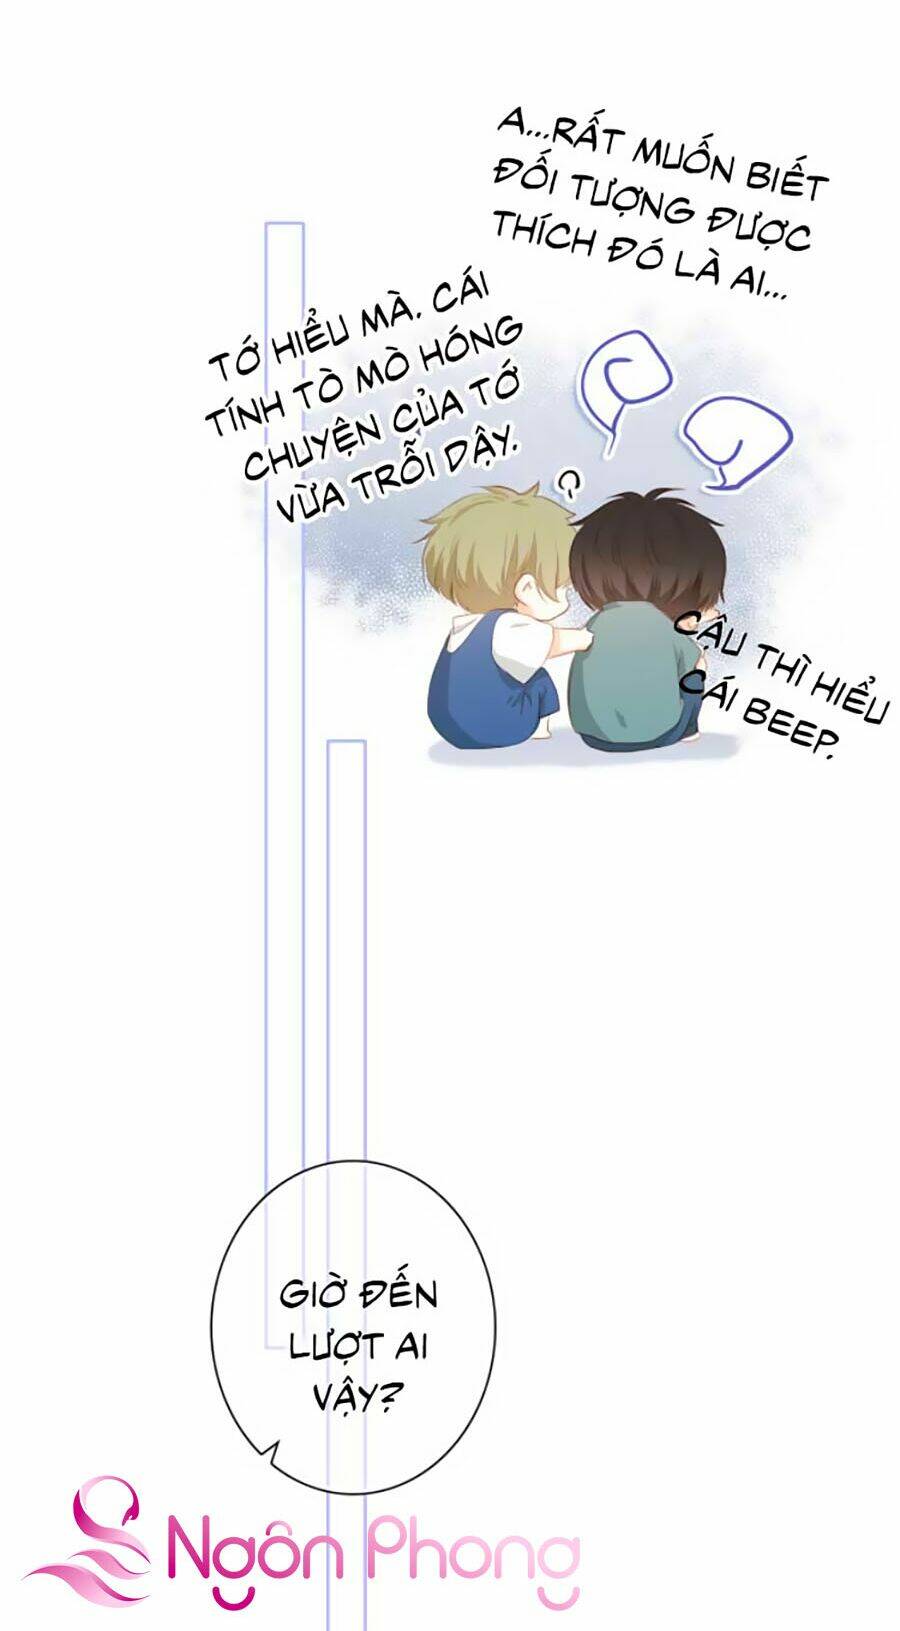 A...RẤT MUỐN BIẾT
ĐỐI TƯỢNG ĐƯỢC
THÍCH ĐÓ LÀ AI...
TỚ HIỂU MÀ. CÁI
TÍNH TÒ MÒ HÓNG
CHUYỆN CỦA TỚ
VỪA TRỖI DẬY.
CẬU THÌ HIỂU
CÁI BEEP.
GIỜ ĐẾN
LƯỢT AI
VẬY?
Ngôn Phong